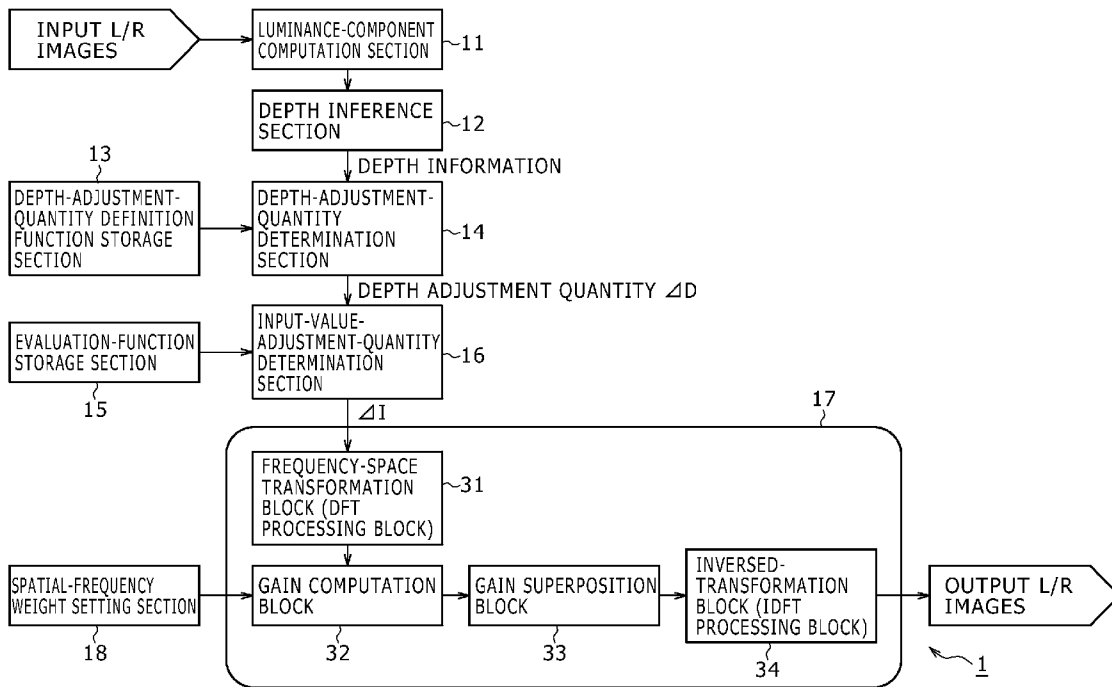 INPUT L/R
IMAGES
LUMINANCE-COMPONENT
COMPUTATION SECTION
11
DEPTH INFERENCE
SECTION
12
DEPTH INFORMATION
13
DEPTH-ADJUSTMENT-
QUANTITY DEFINITION
FUNCTION STORAGE
SECTION
DEPTH-ADJUSTMENT-
QUANTITY
DETERMINATION
SECTION
14
DEPTH ADJUSTMENT QUANTITY ⊿D
EVALUATION-FUNCTION
STORAGE SECTION
15
INPUT-VALUE-
ADJUSTMENT-QUANTITY
DETERMINATION
SECTION
16
⊿I
17
FREQUENCY-SPACE
TRANSFORMATION
BLOCK (DFT
PROCESSING BLOCK)
31
SPATIAL-FREQUENCY
WEIGHT SETTING SECTION
18
GAIN COMPUTATION
BLOCK
32
GAIN SUPERPOSITION
BLOCK
33
INVERSED-
TRANSFORMATION
BLOCK (IDFT
PROCESSING BLOCK)
34
OUTPUT L/R
IMAGES
1